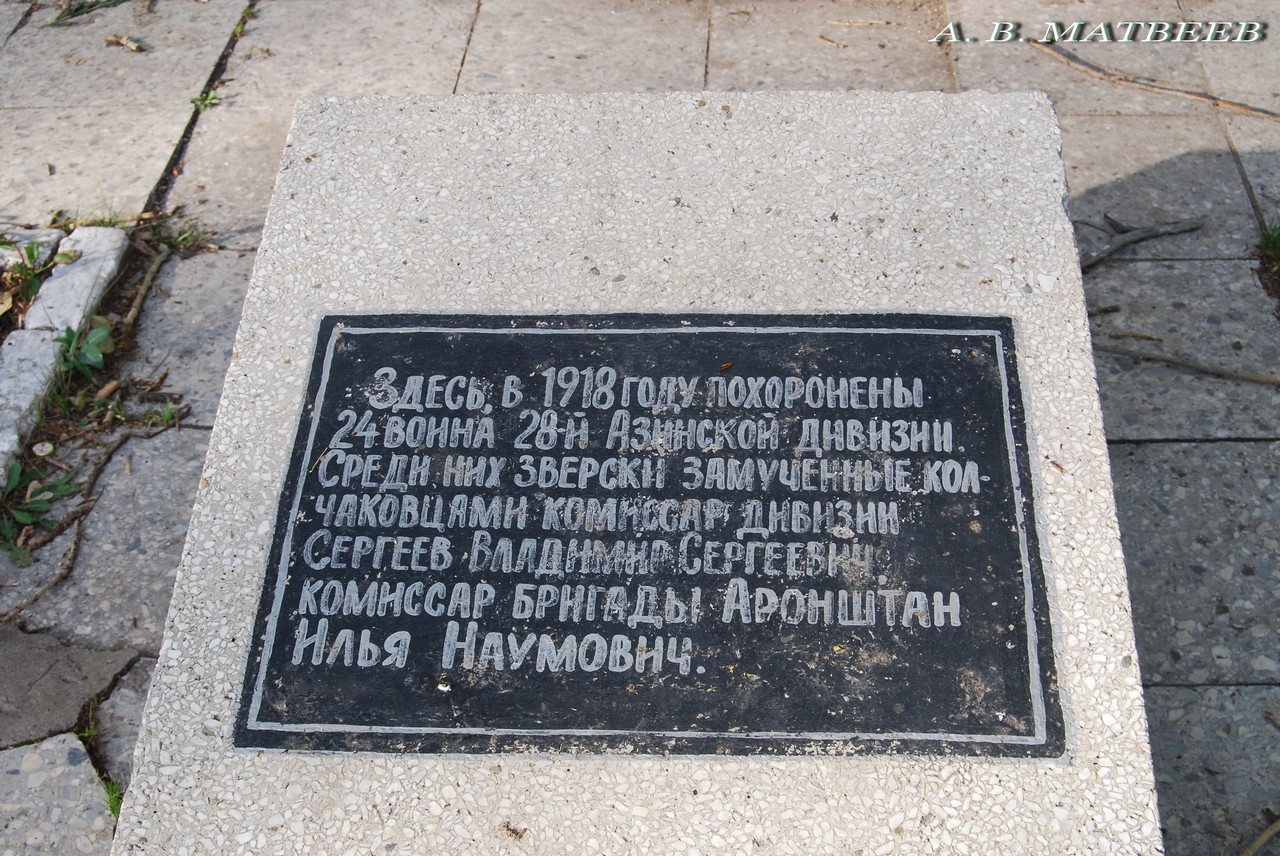 А. В. МАТВЕЕВ
Здесь, в 1918 году похоронены
24 воина 28-й Азинской дивизии.
Среди них зверски замученные кол-
чаковцами комиссар дивизии
Сергеев Владимир Сергеевич,
комиссар бригады Аронштан
Илья Наумович.